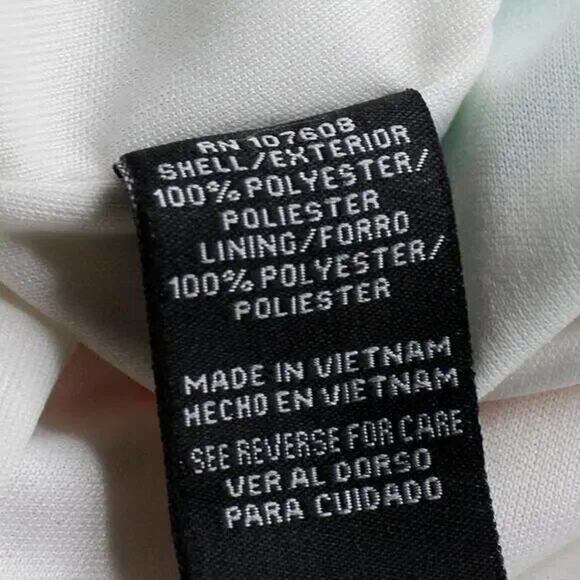 RN 107608
SHELL/EXTERIOR
100% POLYESTER/
POLIESTER
LINING/FORRO
100% POLYESTER/
POLIESTER
MADE IN VIETNAM
HECHO EN VIETNAM
SEE REVERSE FOR CARE
VER AL DORSO
PARA CUIDADO